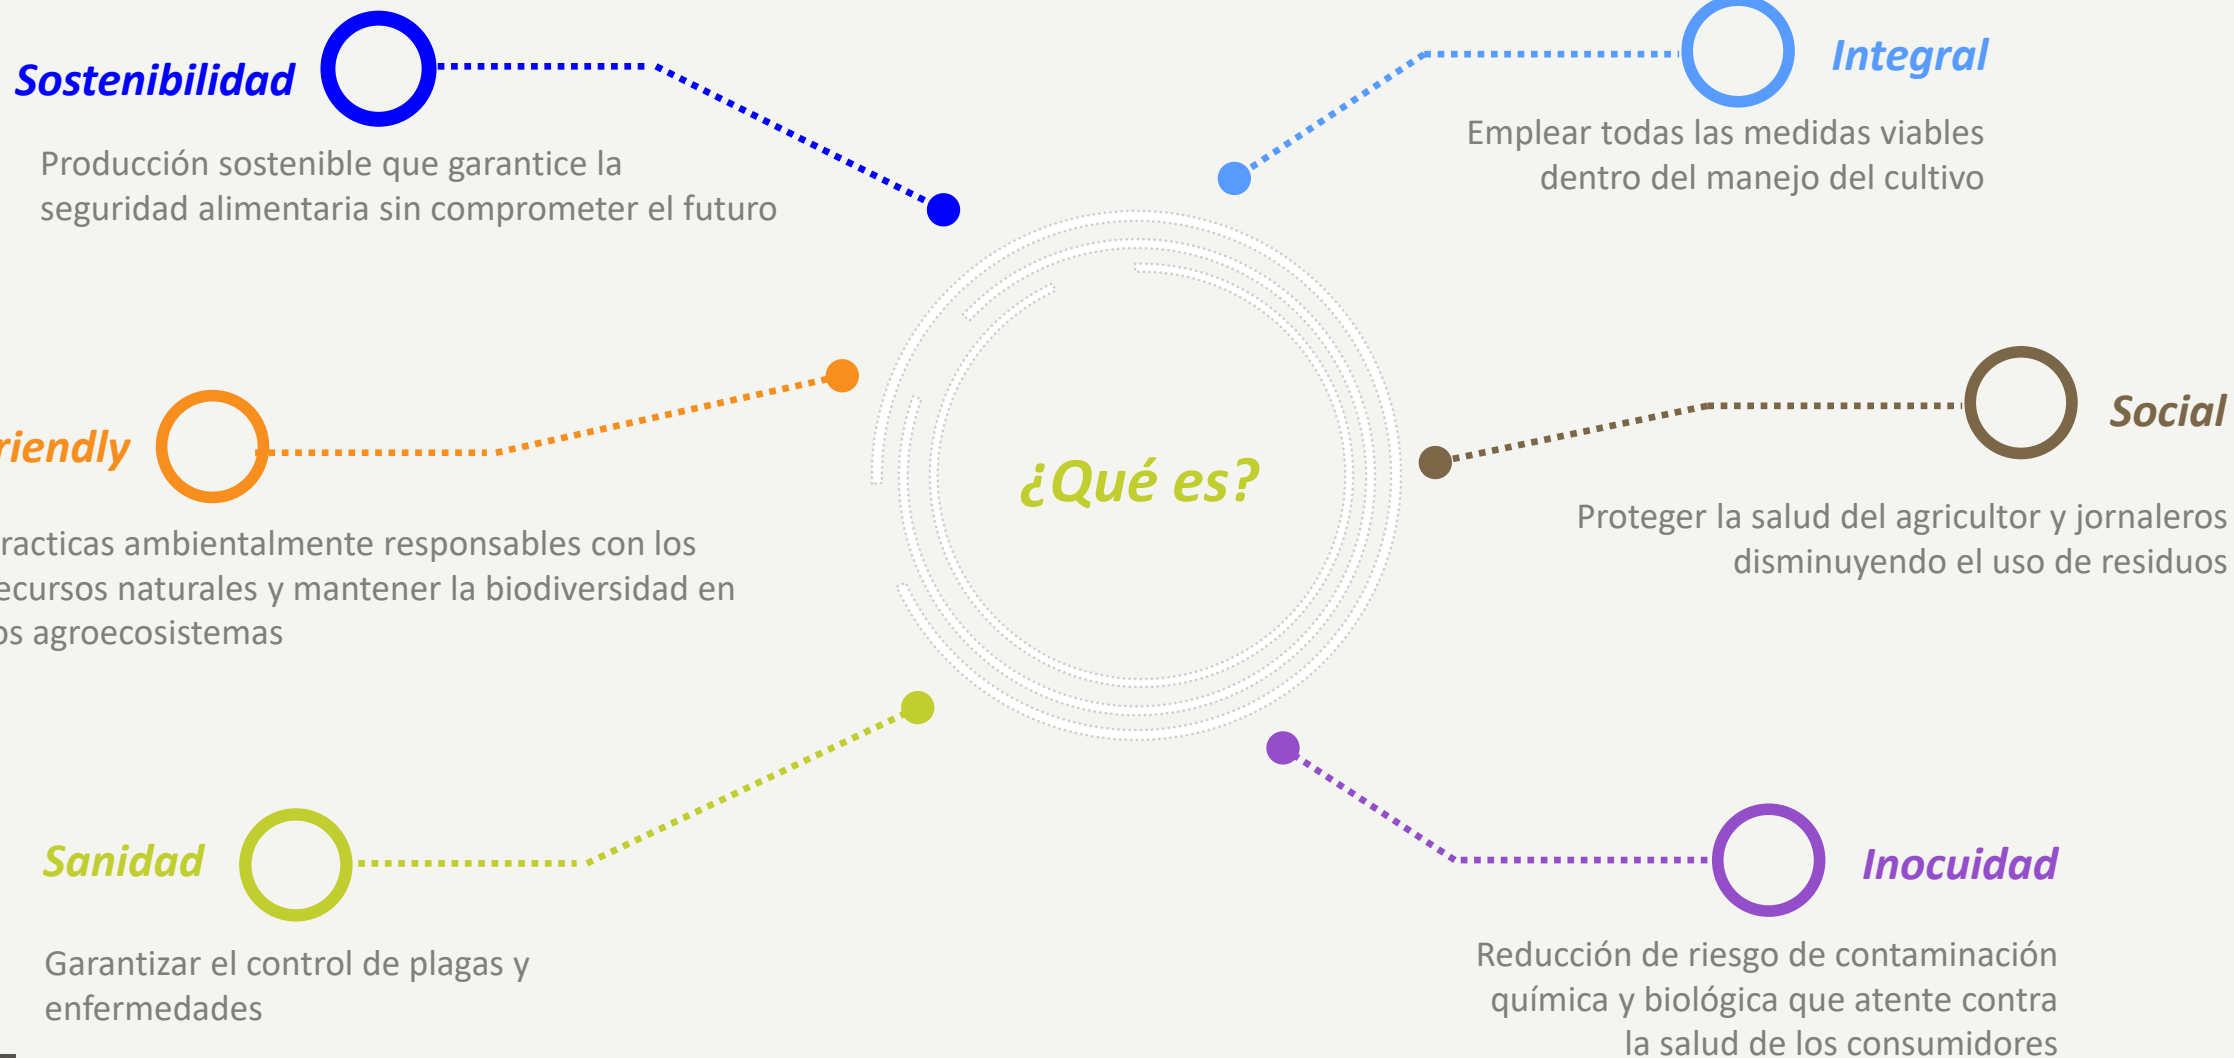 Sostenibilidad
Producción sostenible que garantice la
seguridad alimentaria sin comprometer el futuro
riendly
racticas ambientalmente responsables con los
ecursos naturales y mantener la biodiversidad en
os agroecosistemas
Sanidad
Garantizar el control de plagas y
enfermedades
¿Qué es?
Integral
Emplear todas las medidas viables
dentro del manejo del cultivo
Social
Proteger la salud del agricultor y jornaleros
disminuyendo el uso de residuos
Inocuidad
Reducción de riesgo de contaminación
química y biológica que atente contra
la salud de los consumidores